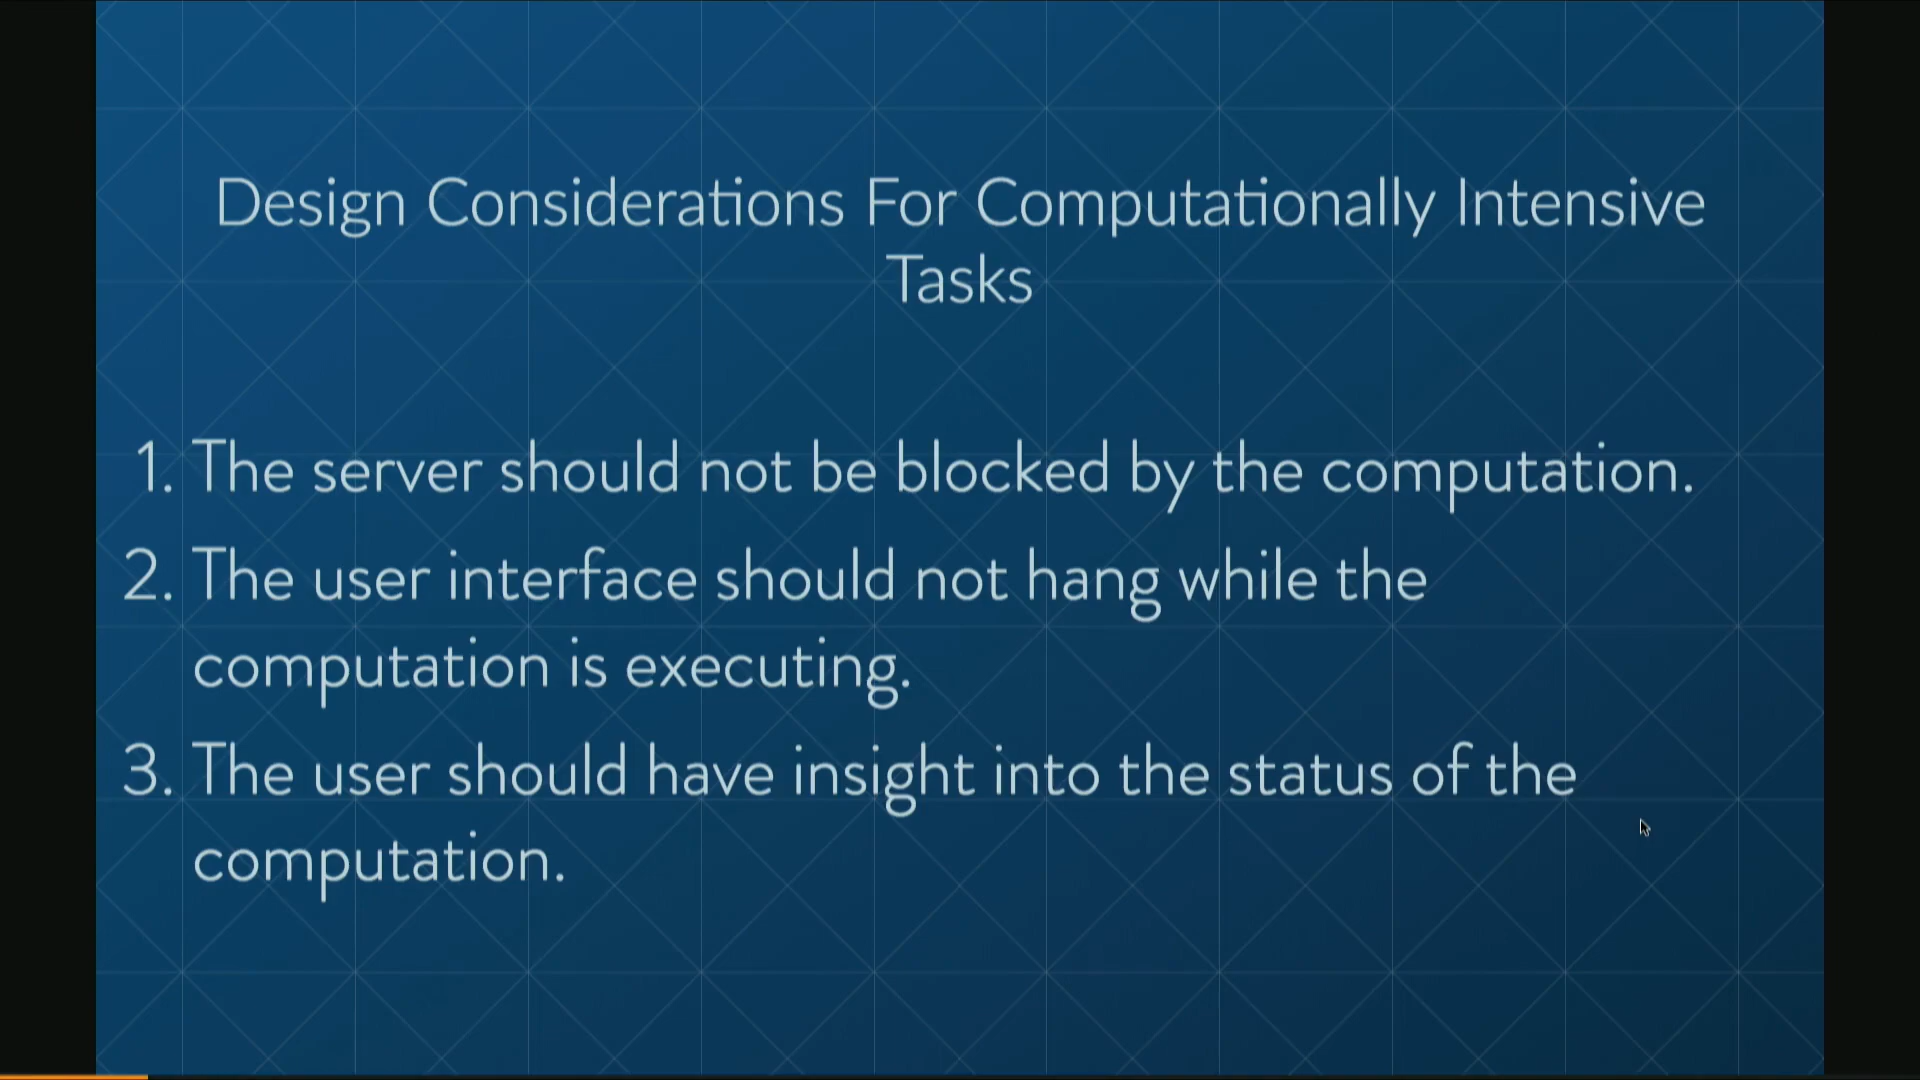 Design Considerations For Computationally Intensive
Tasks
1. The server should not be blocked by the computation.
2. The user interface should not hang while the
computation is executing.
3. The user should have insight into the status of the
computation.